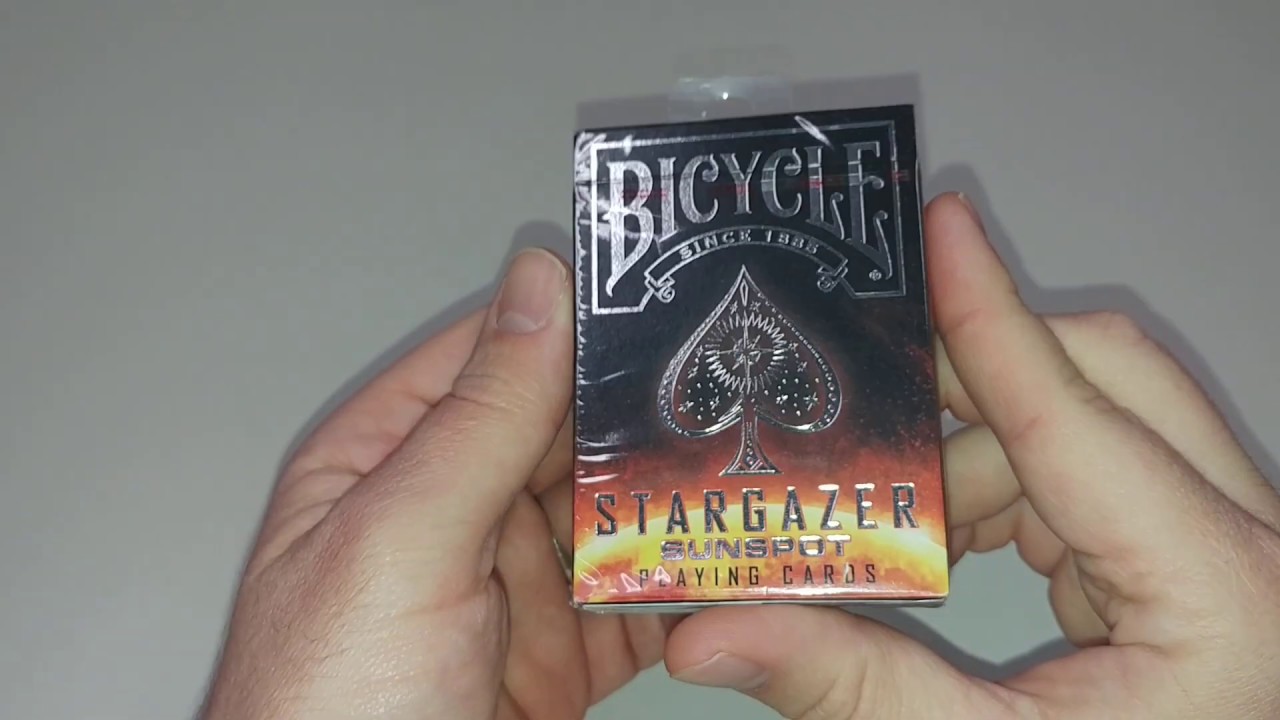 BICYCLE
SINCE 1885
STARGAZER
SUNSPOT
PLAYING CARDS